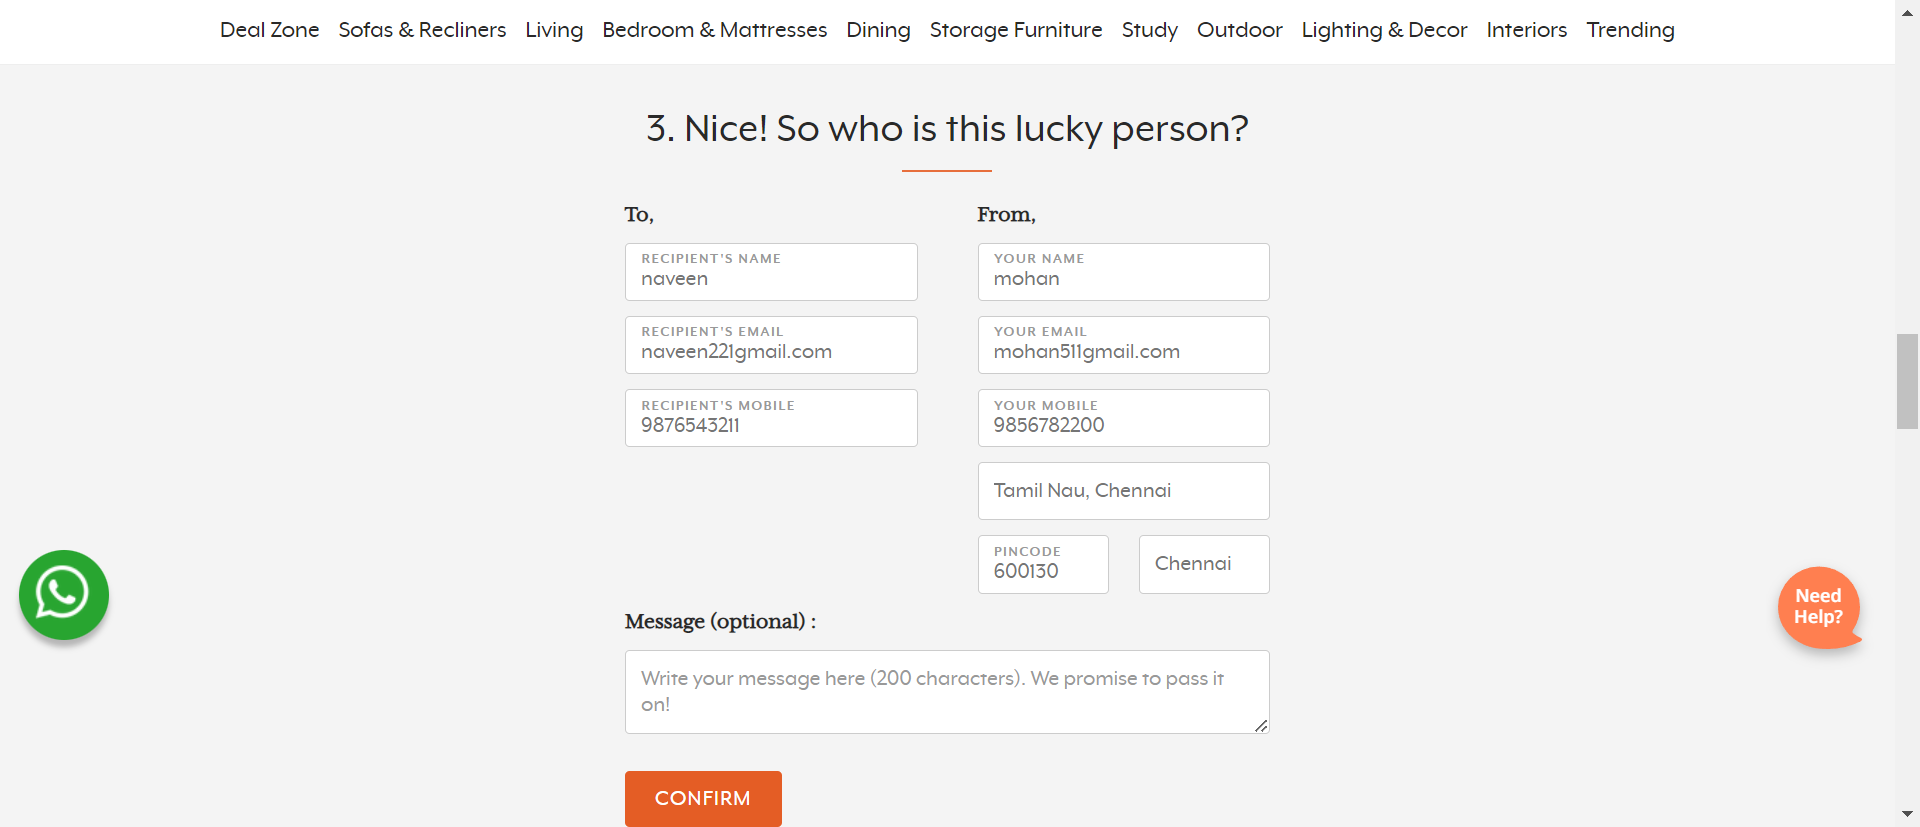 Deal Zone Sofas & Recliners Living Bedroom & Mattresses Dining Storage Furniture Study Outdoor Lighting & Decor Interiors Trending
3. Nice! So who is this lucky person?
To,
RECIPIENT'S NAME
naveen
RECIPIENT'S EMAIL
naveen221gmail.com
RECIPIENT'S MOBILE
9876543211
From,
YOUR NAME
mohan
YOUR EMAIL
mohan511gmail.com
YOUR MOBILE
9856782200
Tamil Nau, Chennai
PINCODE
600130
Chennai
Message (optional) :
Write your message here (200 characters). We promise to pass it
on!
CONFIRM
Need
Help?